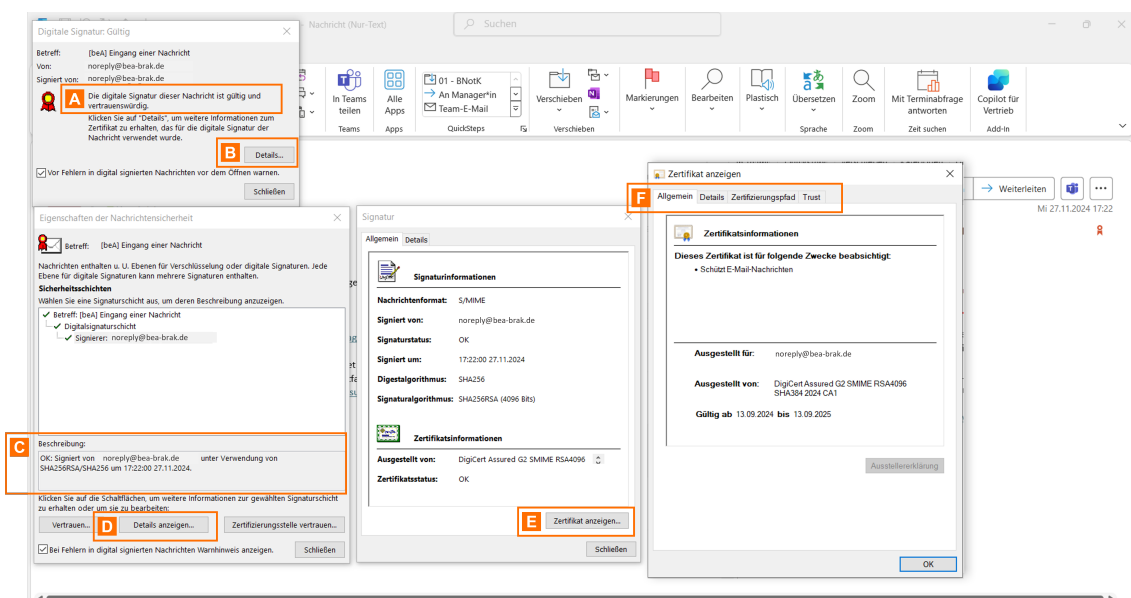 Nachricht (Nur-Text)
Suchen
Digitale Signatur: Gültig
Betreff: [beA] Eingang einer Nachricht
Von: noreply@bea-brak.de
Signiert von: noreply@bea-brak.de
A
Die digitale Signatur dieser Nachricht ist gültig und
vertrauenswürdig.
Klicken Sie auf "Details", um weitere Informationen zum
Zertifikat zu erhalten, das für die digitale Signatur der
Nachricht verwendet wurde.
B
Details...
Vor Fehlern in digital signierten Nachrichten vor dem Öffnen warnen.
Schließen
In Teams
teilen
Teams
Alle
Apps
Apps
01 -
BNotK
An Manager*in
Team-E-Mail
QuickSteps
Verschieben
Verschieben
Markierungen
Bearbeiten
Plastisch
Übersetzen
Sprache
Zoom
Zoom
Mit Terminabfrage
antworten
Zeit suchen
Copilot für
Vertrieb
Add-In
Weiterleiten
Mi 27.11.2024 17:22
Eigenschaften der Nachrichtensicherheit
Betreff: [beA] Eingang einer Nachricht
Nachrichten enthalten u. U. Ebenen für Verschlüsselung oder digitale Signaturen. Jede
Ebene für digitale Signaturen kann mehrere Signaturen enthalten.
Sicherheitsschichten
Wählen Sie eine Signaturschicht aus, um deren Beschreibung anzuzeigen.
Betreff: [beA] Eingang einer Nachricht
Digitalsignaturschicht
Signierer: noreply@bea-brak.de
C
Beschreibung:
OK: Signiert von noreply@bea-brak.de unter Verwendung von
SHA256RSA/SHA256 um 17:22:00 27.11.2024.
Klicken Sie auf die Schaltflächen, um weitere Informationen zur gewählten Signaturschicht
zu erhalten oder um sie zu bearbeiten:
Vertrauen...
D
Details anzeigen...
Zertifizierungsstelle vertrauen...
Bei Fehlern in digital signierten Nachrichten Warnhinweis anzeigen.
Schließen
Signatur
Allgemein Details
Signaturinformationen
Nachrichtenformat: S/MIME
Signiert von: noreply@bea-brak.de
Signaturstatus: OK
Signiert um: 17:22:00 27.11.2024
Digestalgorithmus: SHA256
Signaturalgorithmus: SHA256RSA (4096 Bits)
Zertifikatsinformationen
Ausgestellt von: DigiCert Assured G2 SMIME RSA4096
Zertifikatsstatus: OK
E
Zertifikat anzeigen...
Schließen
Zertifikat anzeigen
F
Allgemein Details Zertifizierungspfad Trust
Zertifikatsinformationen
Dieses Zertifikat ist für folgende Zwecke beabsichtigt:
• Schützt E-Mail-Nachrichten
Ausgestellt für: noreply@bea-brak.de
Ausgestellt von: DigiCert Assured G2 SMIME RSA4096
SHA384 2024 CA1
Gültig ab 13.09.2024 bis 13.09.2025
Ausstellererklärung
OK